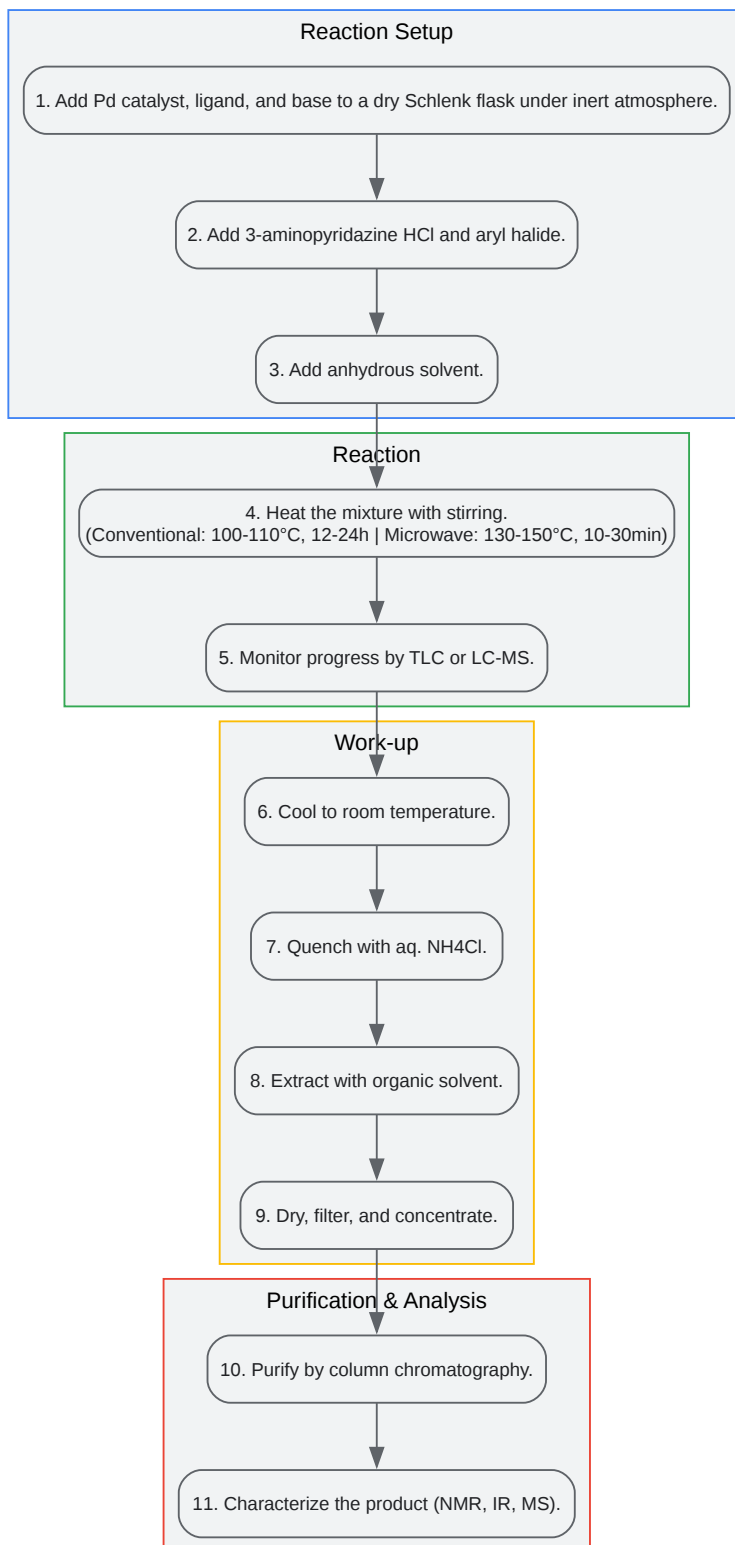 Reaction Setup
1. Add Pd catalyst, ligand, and base to a dry Schlenk flask under inert atmosphere.
2. Add 3-aminopyridazine HCl and aryl halide.
3. Add anhydrous solvent.
Reaction
4. Heat the mixture with stirring.
(Conventional: 100-110°C, 12-24h | Microwave: 130-150°C, 10-30min)
5. Monitor progress by TLC or LC-MS.
Work-up
6. Cool to room temperature.
7. Quench with aq. NH4Cl.
8. Extract with organic solvent.
9. Dry, filter, and concentrate.
Purification & Analysis
10. Purify by column chromatography.
11. Characterize the product (NMR, IR, MS).